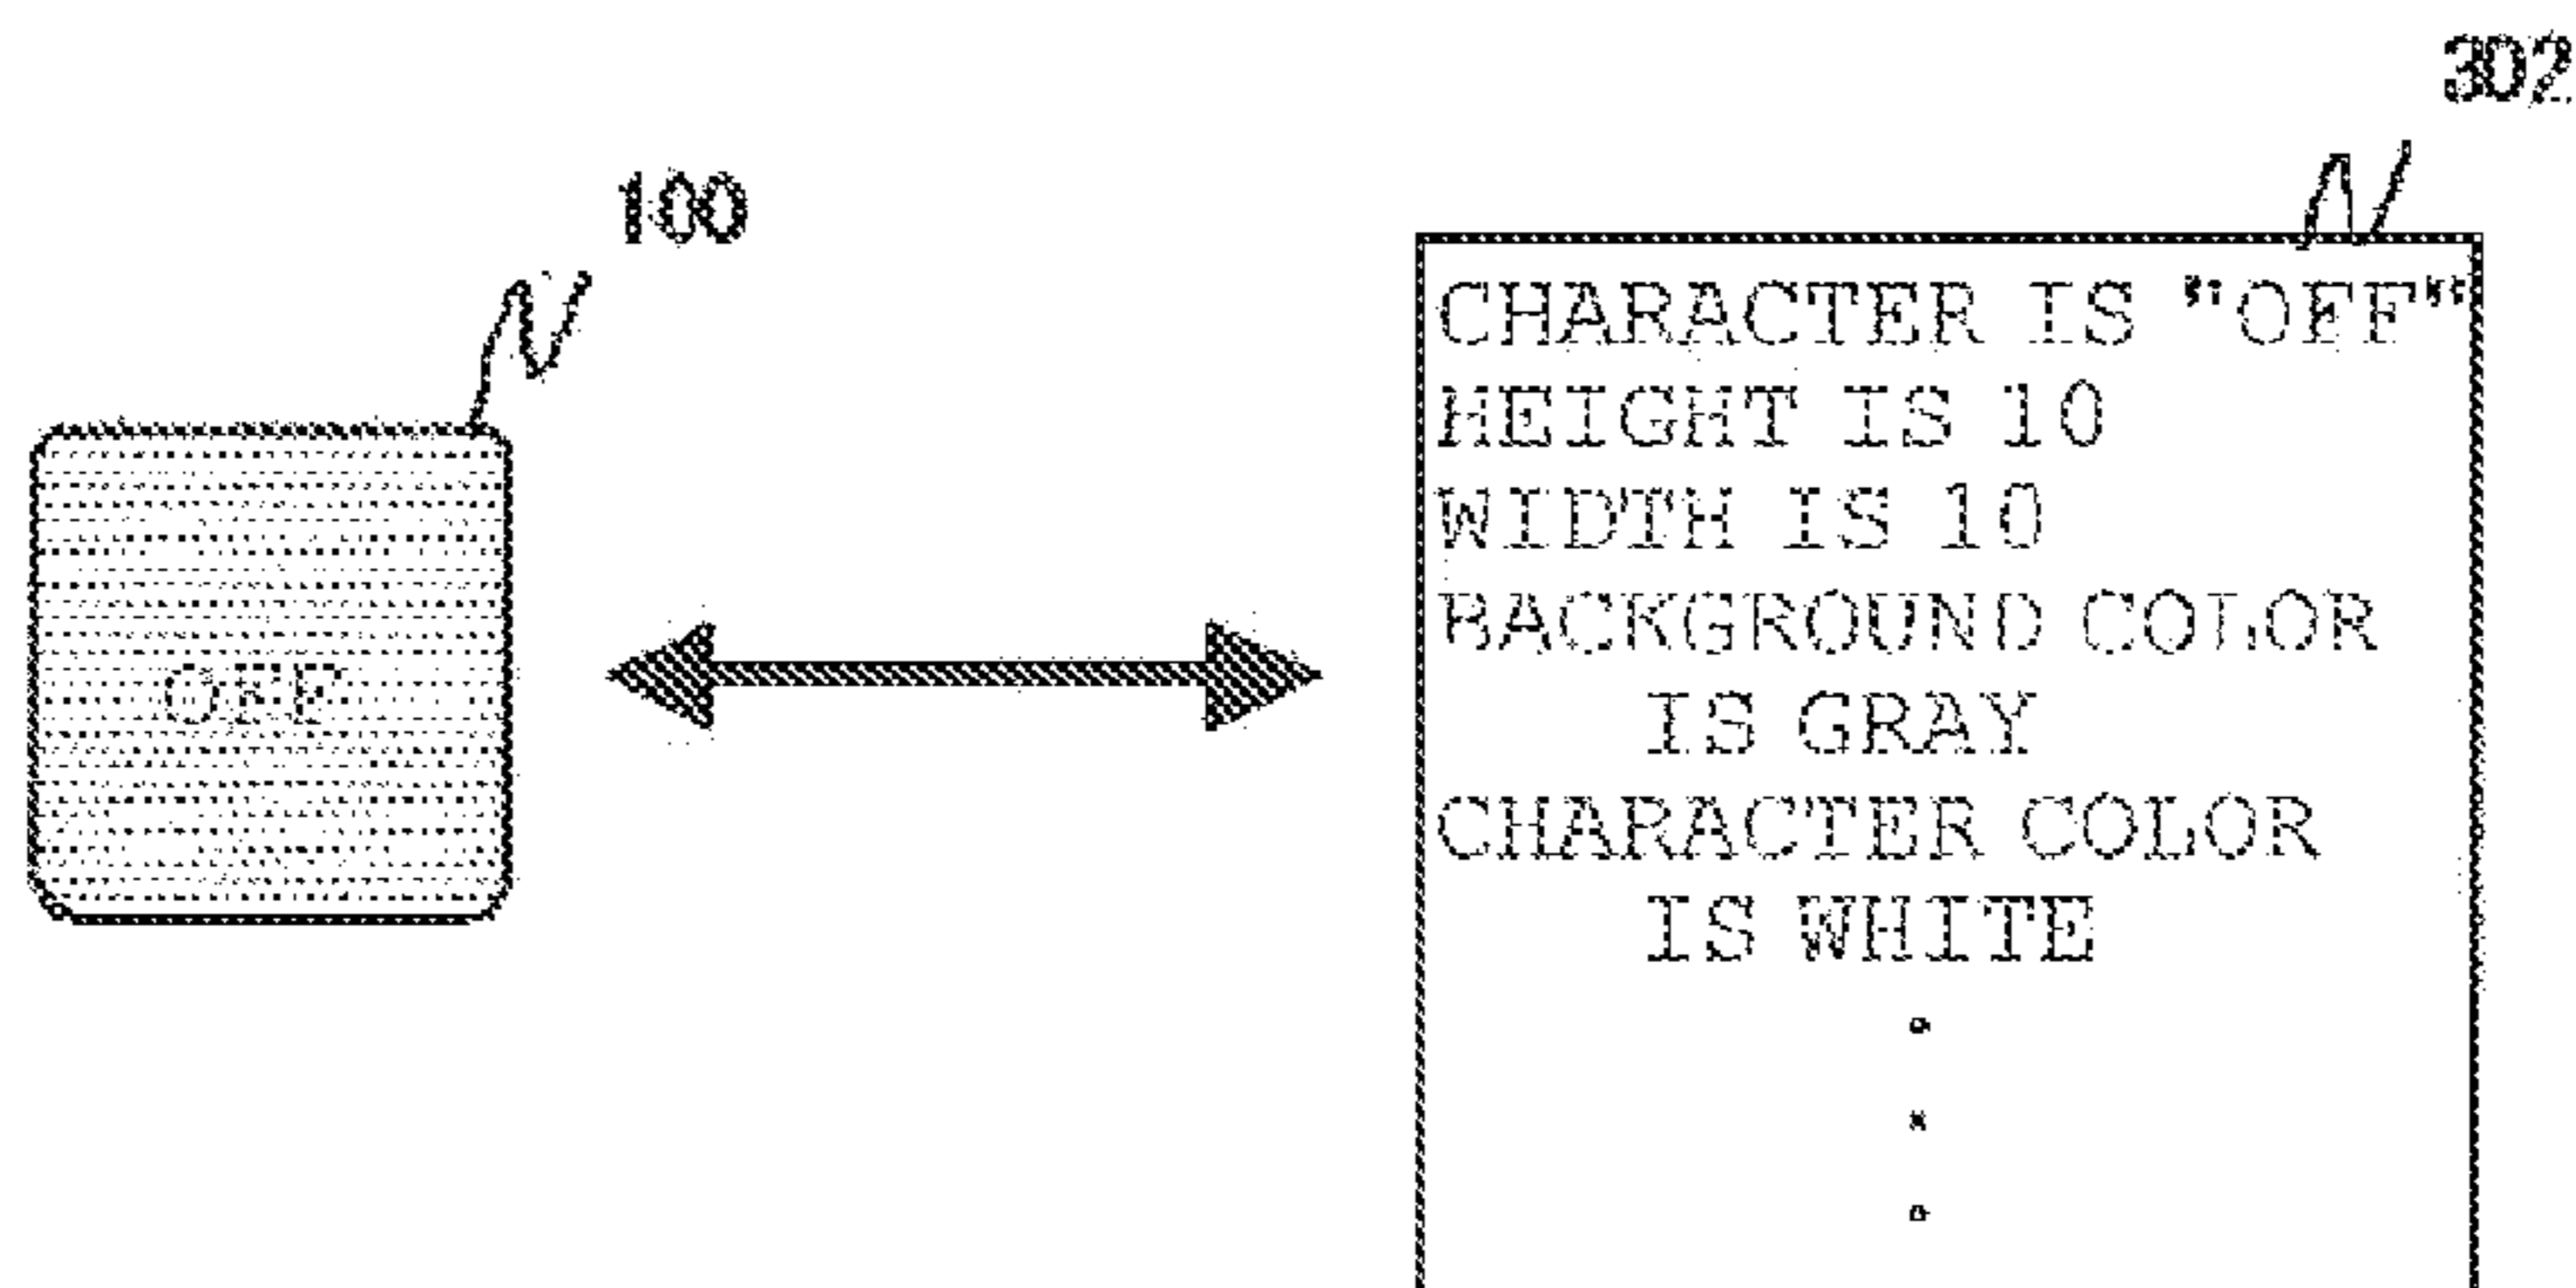 302
100
CHARACTER IS "OFF"
HEIGHT IS 10
WIDTH IS 10
BACKGROUND COLOR
IS GRAY
CHARACTER COLOR
IS WHITE
OFF